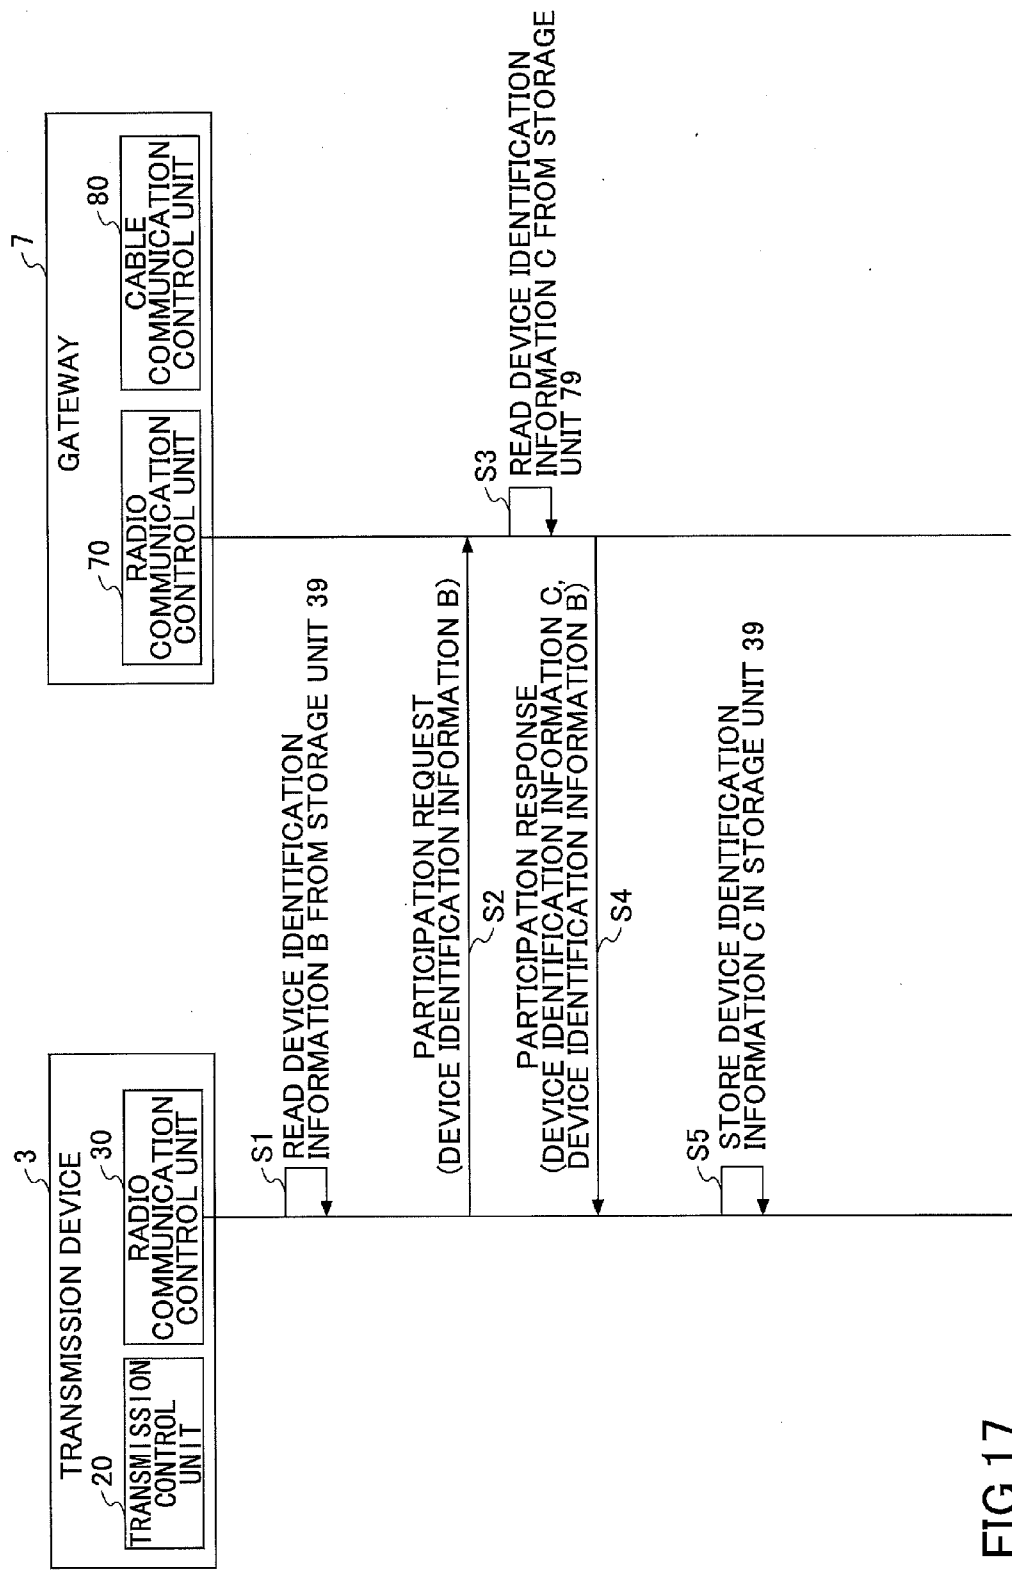 TRANSMISSION DEVICE
3
20
TRANSMISSION
CONTROL
UNIT
30
RADIO
COMMUNICATION
CONTROL UNIT
GATEWAY
7
70
RADIO
COMMUNICATION
CONTROL UNIT
80
CABLE
COMMUNICATION
CONTROL UNIT
S1
READ DEVICE IDENTIFICATION
INFORMATION B FROM STORAGE UNIT 39
PARTICIPATION REQUEST
(DEVICE IDENTIFICATION INFORMATION B)
S2
S3
READ DEVICE IDENTIFICATION
INFORMATION C FROM STORAGE
UNIT 79
PARTICIPATION RESPONSE
(DEVICE IDENTIFICATION INFORMATION C,
DEVICE IDENTIFICATION INFORMATION B)
S4
S5
STORE DEVICE IDENTIFICATION
INFORMATION C IN STORAGE UNIT 39
FIG.17